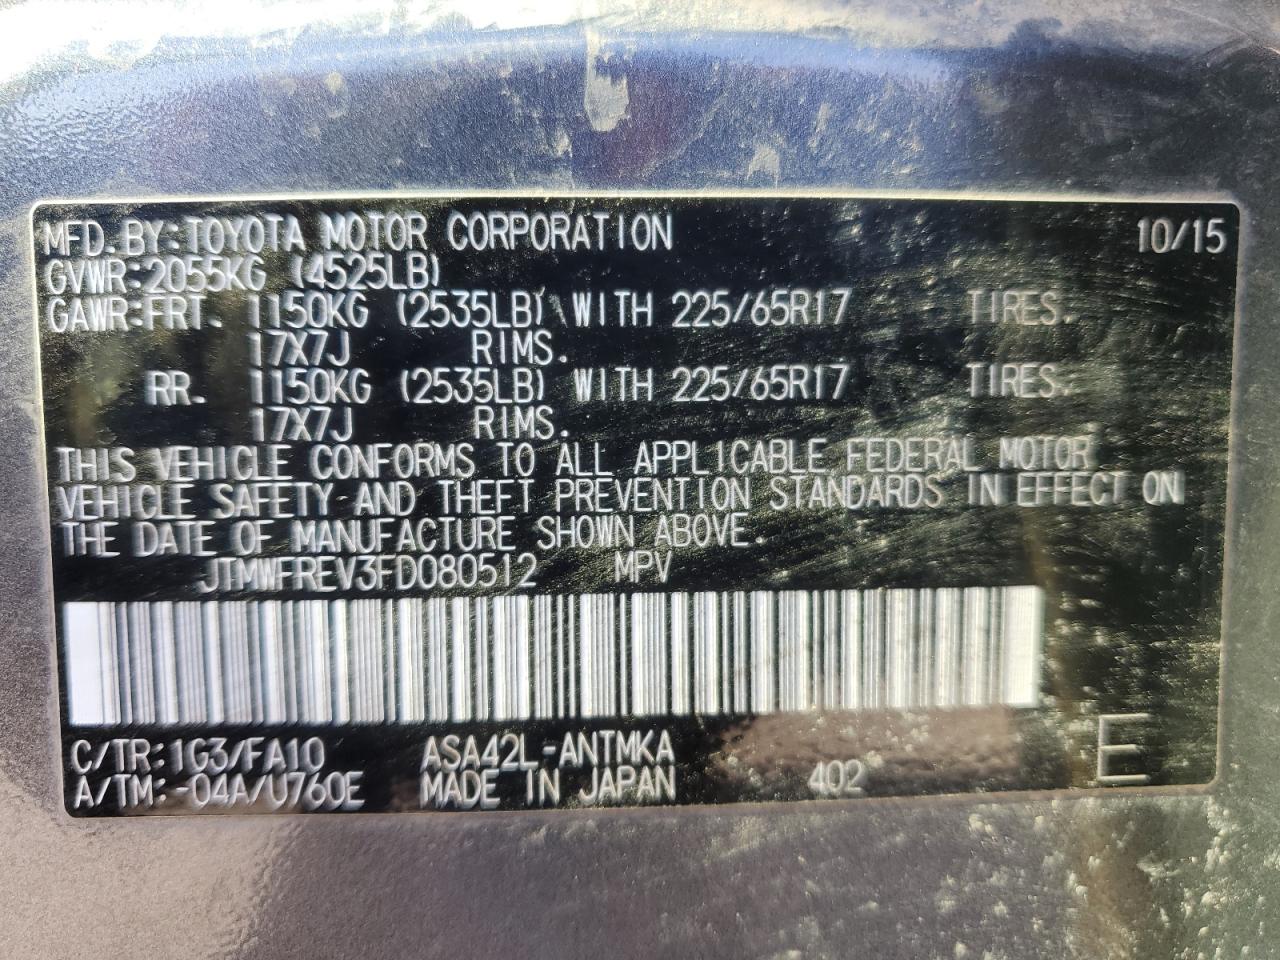 MFD.BY:TOYOTA MOTOR CORPORATION 10/15
GVWR:2055KG (4525LB)
GAWR:FRT. 1150KG (2535LB) WITH 225/65R17 TIRES.
17X7J RIMS.
RR. 1150KG (2535LB) WITH 225/65R17 TIRES.
17X7J RIMS.
THIS VEHICLE CONFORMS TO ALL APPLICABLE FEDERAL MOTOR
VEHICLE SAFETY AND THEFT PREVENTION STANDARDS IN EFFECT ON
THE DATE OF MANUFACTURE SHOWN ABOVE.
JTMWFREV3FD080512 MPV
C/TR:1G3/FA10 ASA42L-ANTMKA
A/TM:-04A/U760E MADE IN JAPAN 402 E